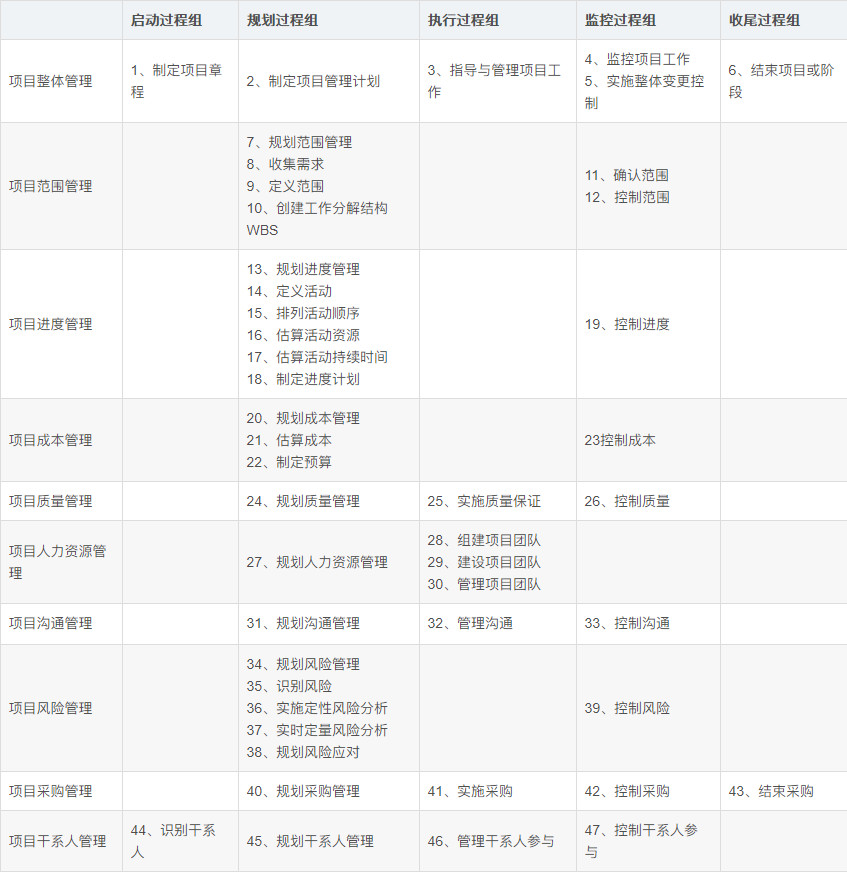 启动过程组 规划过程组 执行过程组 监控过程组 收尾过程组
项目整体管理
1、制定项目章
程
2、制定项目管理计划
3、指导与管理项目工
作
4、监控项目工作
5、实施整体变更控
制
6、结束项目或阶
段
项目范围管理
7、规划范围管理
8、收集需求
9、定义范围
10、创建工作分解结构
WBS
11、确认范围
12、控制范围
项目进度管理
13、规划进度管理
14、定义活动
15、排列活动顺序
16、估算活动资源
17、估算活动持续时间
18、制定进度计划
19、控制进度
项目成本管理
20、规划成本管理
21、估算成本
22、制定预算
23控制成本
项目质量管理
24、规划质量管理
25、实施质量保证
26、控制质量
项目人力资源管
理
27、规划人力资源管理
28、组建项目团队
29、建设项目团队
30、管理项目团队
项目沟通管理
31、规划沟通管理
32、管理沟通
33、控制沟通
项目风险管理
34、规划风险管理
35、识别风险
36、实施定性风险分析
37、实时定量风险分析
38、规划风险应对
39、控制风险
项目采购管理
40、规划采购管理
41、实施采购
42、控制采购
43、结束采购
项目干系人管理
44、识别干系
人
45、规划干系人管理
46、管理干系人参与
47、控制干系人参
与